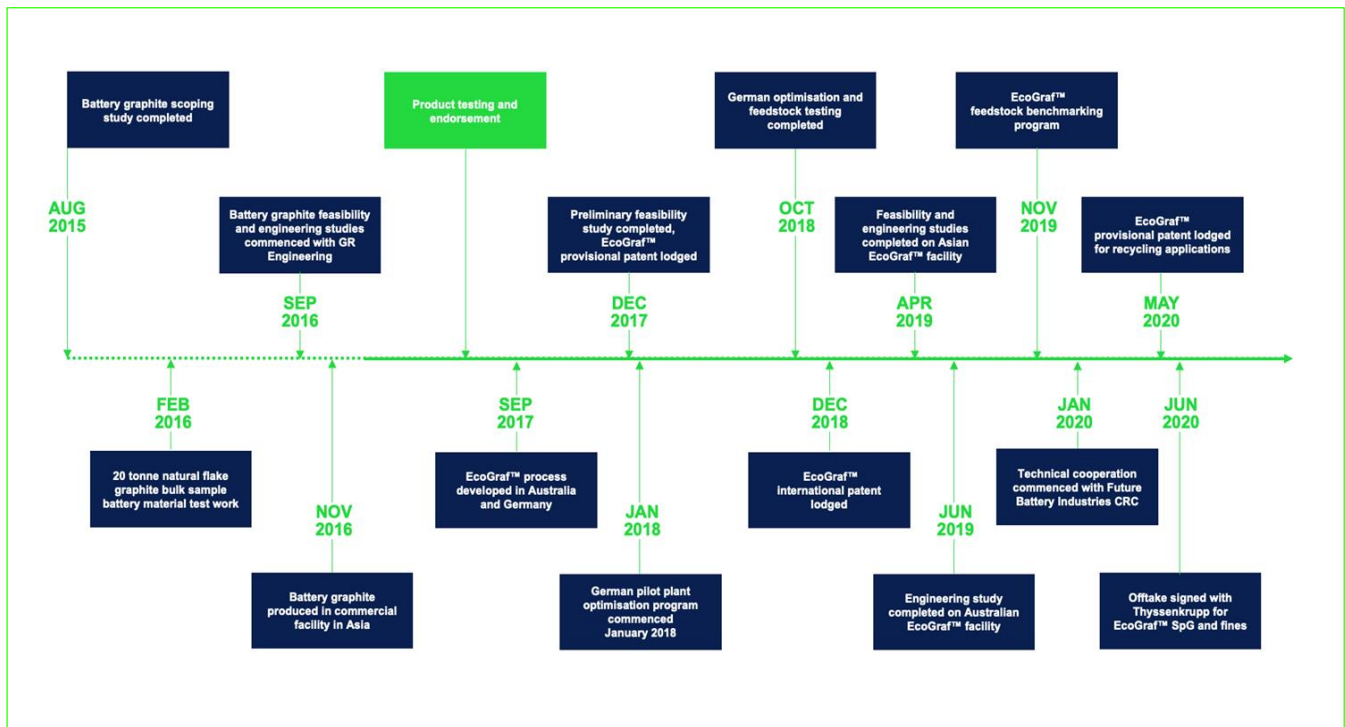 Battery graphite scoping
study completed
AUG
2015
20 tonne natural flake
graphite bulk sample
battery material test work
FEB
2016
Battery graphite feasibility
and engineering studies
commenced with GR
Engineering
SEP
2016
Battery graphite
produced in commercial
facility in Asia
NOV
2016
Product testing and
endorsement
EcoGraf™ process
developed in Australia
and Germany
SEP
2017
Preliminary feasibility
study completed,
EcoGraf™
provisional patent lodged
DEC
2017
German pilot plant
optimisation program
commenced
January 2018
JAN
2018
German optimisation and
feedstock testing
completed
OCT
2018
EcoGraf™
international patent
lodged
DEC
2018
Feasibility and
engineering studies
completed on Asian
EcoGraf™ facility
APR
2019
Engineering study
completed on Australian
EcoGraf™ facility
JUN
2019
EcoGraf™
feedstock benchmarking
program
NOV
2019
Technical cooperation
commenced with Future
Battery Industries CRC
JAN
2020
EcoGraf™
provisional patent lodged
for recycling applications
MAY
2020
Offtake signed with
Thyssenkrupp for
EcoGraf™ SpG and fines
JUN
2020